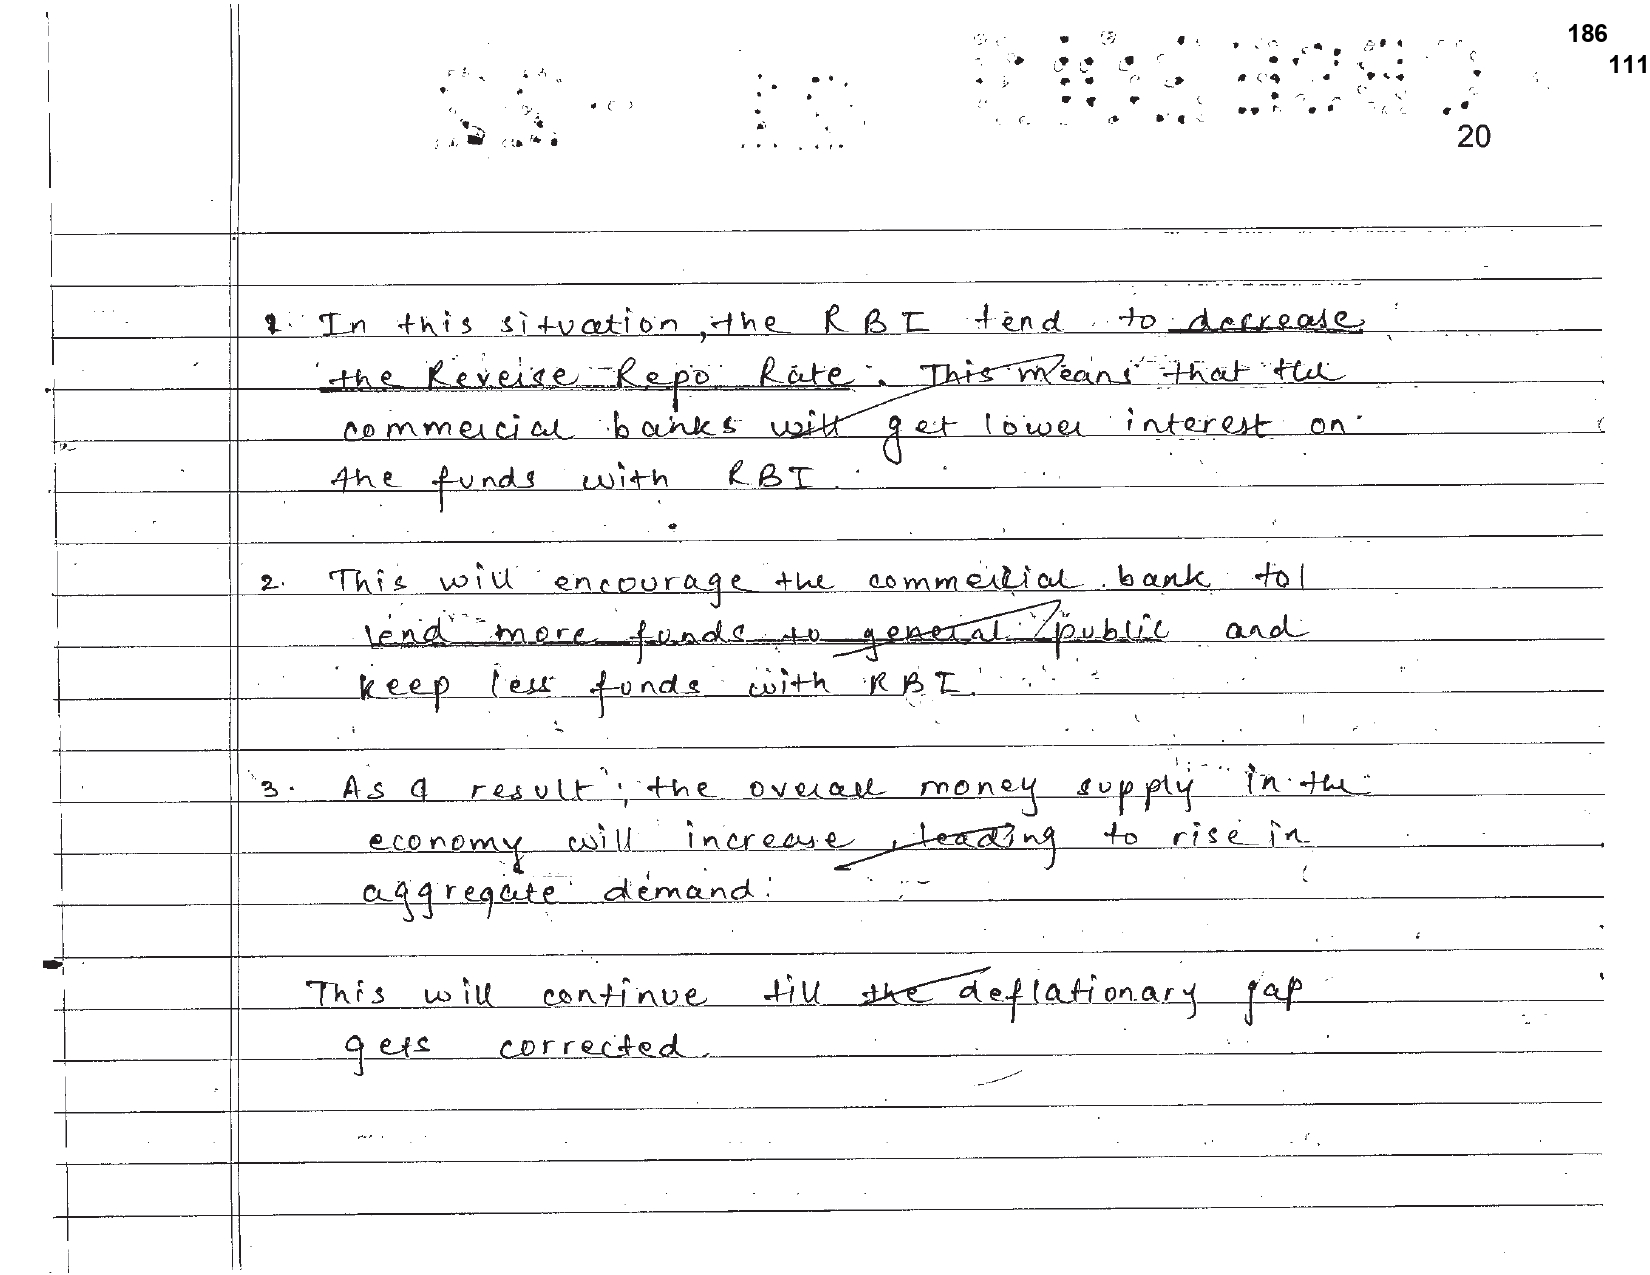 186
111
20
1. In this situation, the RBI tend to decrease
the Reverse Repo Rate. This means that the
commercial banks will get lower interest on
the funds with RBI.
2. This will encourage the commercial bank to
lend more funds to general public and
keep less funds with RBI.
3. As a result, the overall money supply in the
economy will increase, leading to rise in
aggregate demand.
This will continue till the deflationary gap
gets corrected.